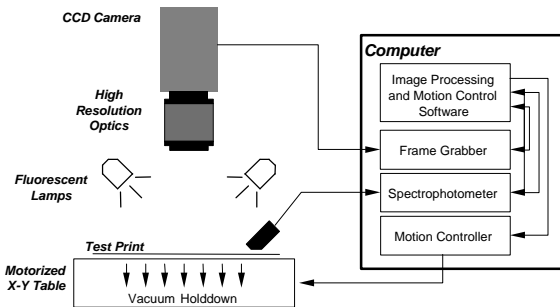 CCD Camera
High
Resolution
Optics
Fluorescent
Lamps
Test Print
Motorized
X-Y Table
Vacuum Holddown
Computer
Image Processing
and Motion Control
Software
Frame Grabber
Spectrophotometer
Motion Controller